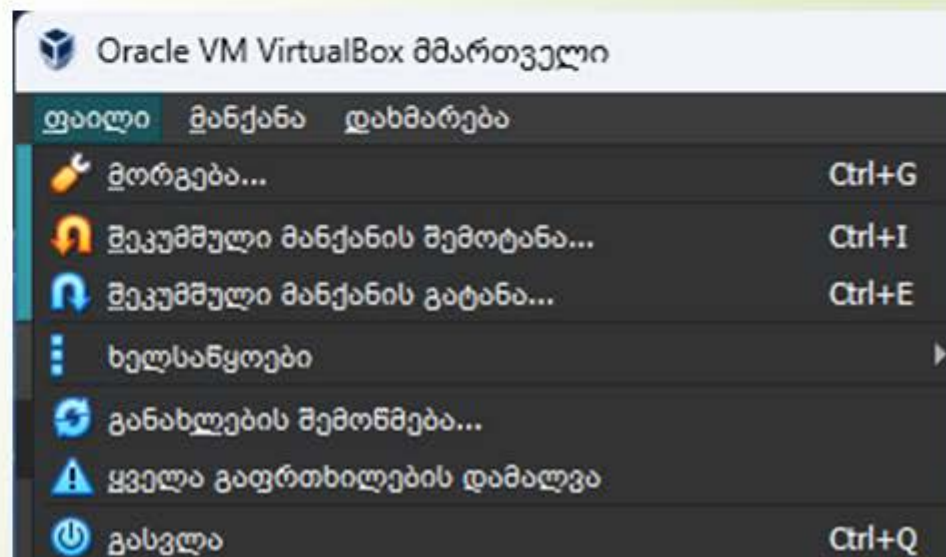 Oracle VM VirtualBox მმართველი
ფაილი მანქანა დახმარება
მორგება... Ctrl+G
შეკუმშული მანქანის შემოტანა... Ctrl+I
შეკუმშული მანქანის გატანა... Ctrl+E
ხელსაწყოები
განახლების შემოწმება...
ყველა გაფრთხილების დამალვა
გასვლა Ctrl+Q